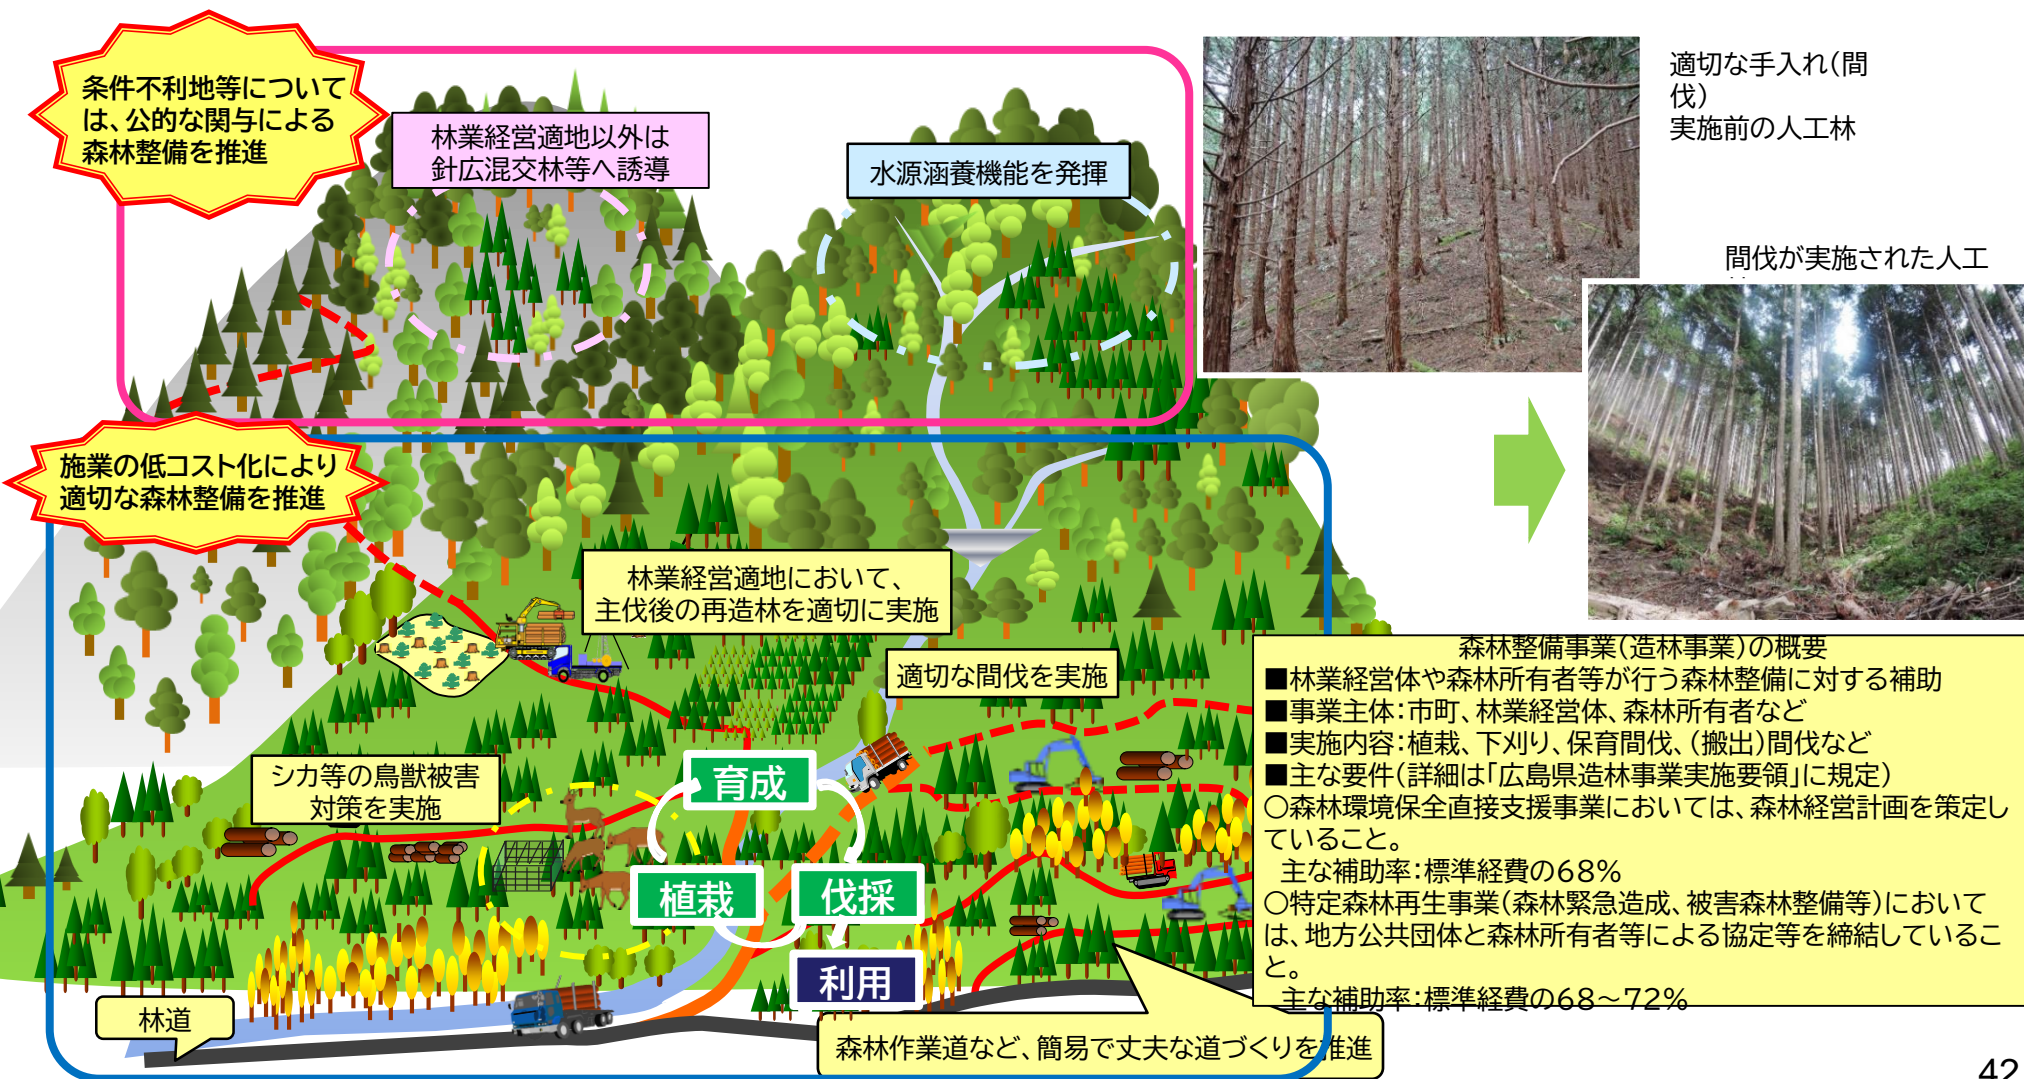 条件不利地等について
は、公的な関与による
森林整備を推進
林業経営適地以外は
針広混交林等へ誘導
水源涵養機能を発揮
適切な手入れ(間
伐)
実施前の人工林
間伐が実施された人工
施業の低コスト化により
適切な森林整備を推進
林業経営適地において、
主伐後の再造林を適切に実施
適切な間伐を実施
シカ等の鳥獣被害
対策を実施
育成
植栽
伐採
利用
林道
森林作業道など、簡易で丈夫な道づくりを推進
森林整備事業(造林事業)の概要
■林業経営体や森林所有者等が行う森林整備に対する補助
■事業主体:市町、林業経営体、森林所有者など
■実施内容:植栽、下刈り、保育間伐、(搬出)間伐など
■主な要件(詳細は「広島県造林事業実施要領」に規定)
○森林環境保全直接支援事業においては、森林経営計画を策定し
ていること。
主な補助率:標準経費の68%
○特定森林再生事業(森林緊急造成、被害森林整備等)において
は、地方公共団体と森林所有者等による協定等を締結しているこ
と。
主な補助率:標準経費の68~72%
42